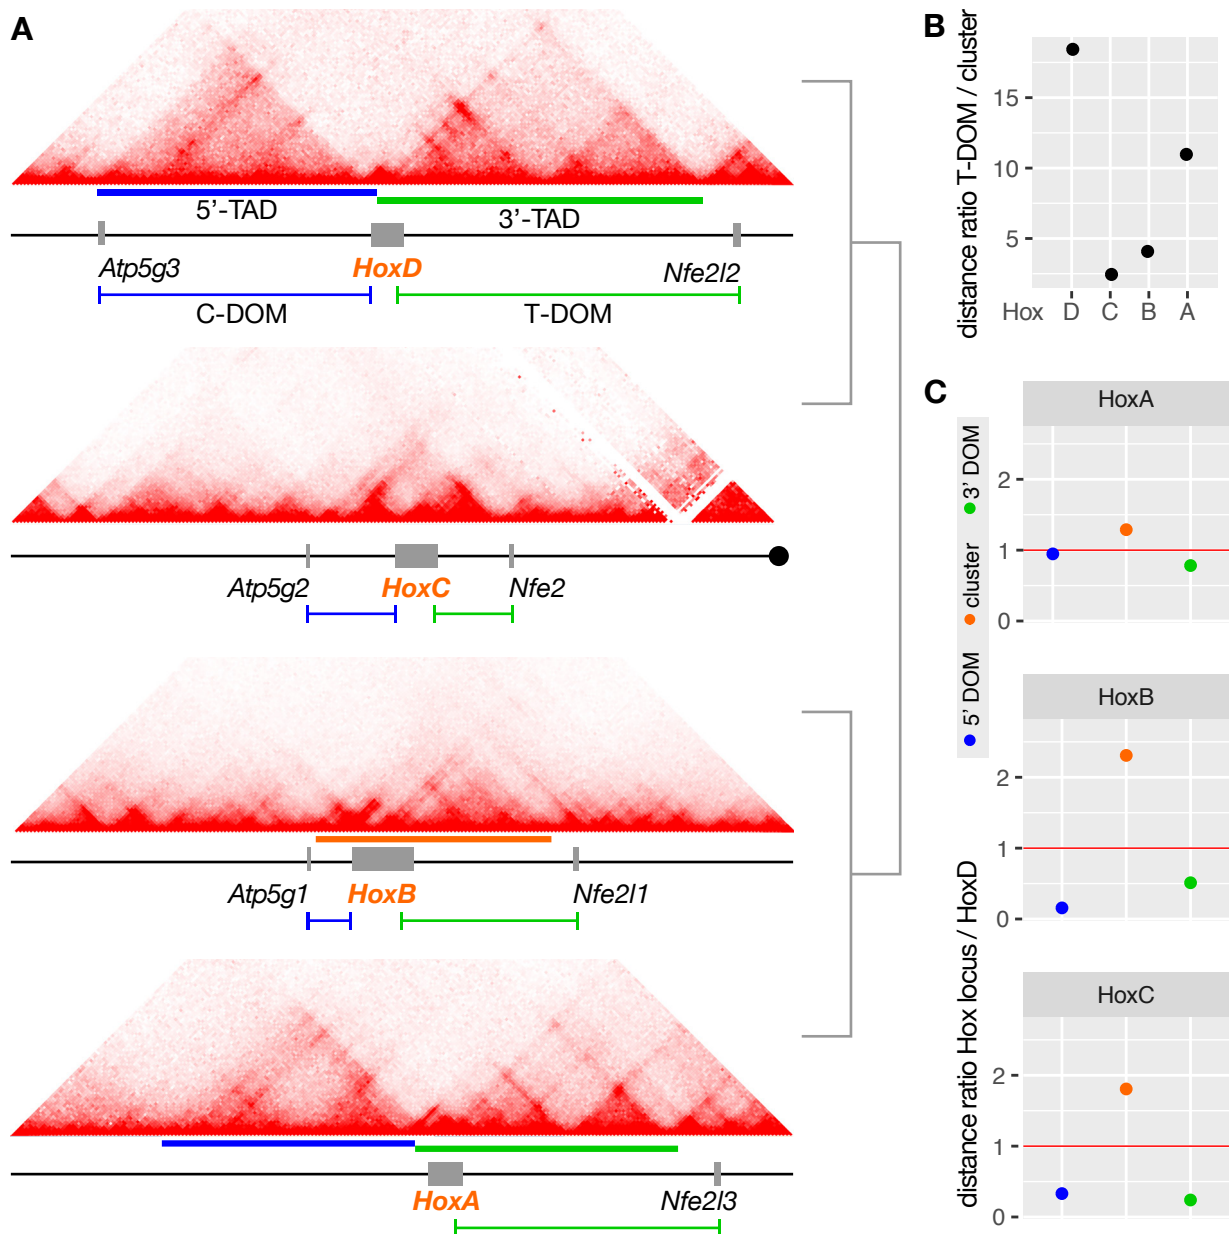 A
5'-TAD
3'-TAD
Atp5g3
HoxD
Nfe2l2
C-DOM
T-DOM
Atp5g2
HoxC
Nfe2
Atp5g1
HoxB
Nfe2l1
HoxA
Nfe2l3
B
distance ratio T-DOM / cluster
15
10
5
Hox D C B A
C
5' DOM cluster 3' DOM
distance ratio Hox locus / HoxD
HoxA
2
1
0
HoxB
2
1
0
HoxC
2
1
0